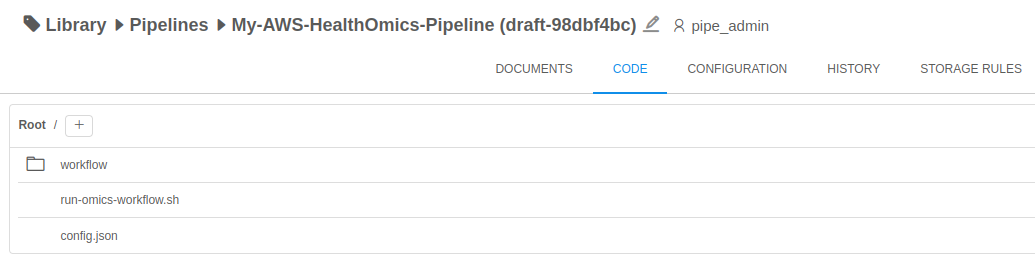 Library Pipelines My-AWS-HealthOmics-Pipeline (draft-98dbf4bc) pipe_admin
DOCUMENTS CODE CONFIGURATION HISTORY STORAGE RULES
Root / +
workflow
run-omics-workflow.sh
config.json